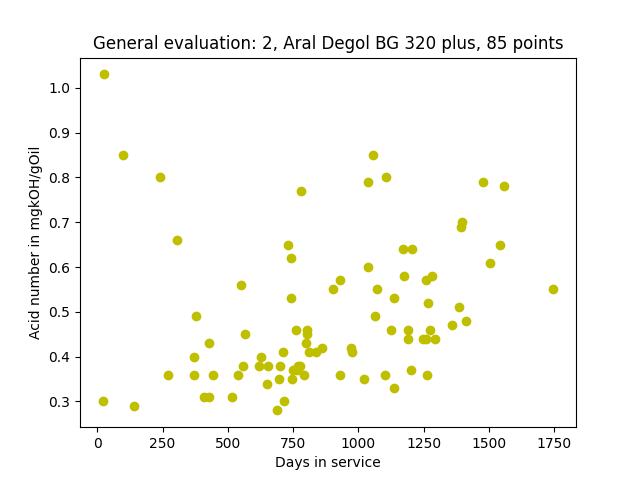 General evaluation: 2, Aral Degol BG 320 plus, 85 points
Acid number in mgkOH/gOil
1.0
0.9
0.8
0.7
0.6
0.5
0.4
0.3
0 250 500 750 1000 1250 1500 1750
Days in service